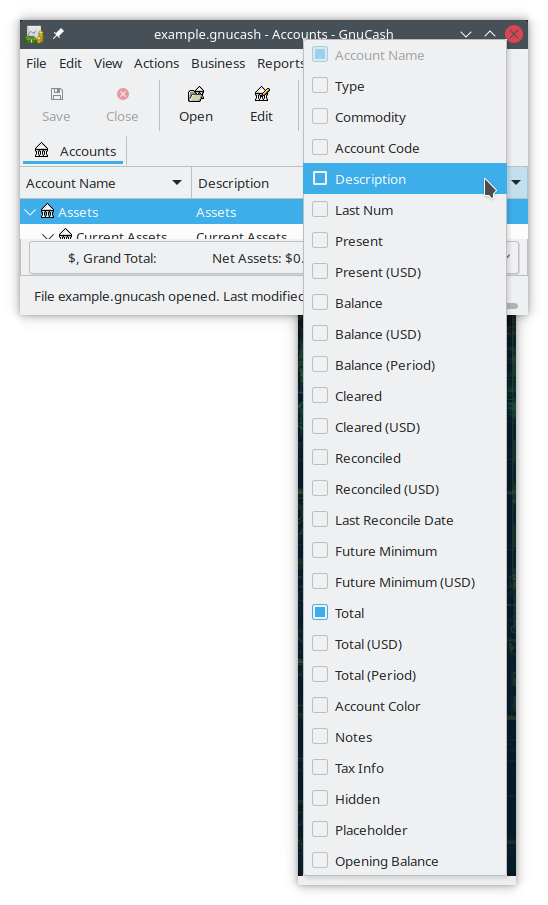 example.gnucash - Accounts - GnuCash
File Edit View Actions Business Reports
Save Close Open Edit
Accounts
Account Name Description
Assets Assets
Current Assets Current Assets
$, Grand Total: Net Assets: $0.
File example.gnucash opened. Last modified
Account Name
Type
Commodity
Account Code
Description
Last Num
Present
Present (USD)
Balance
Balance (USD)
Balance (Period)
Cleared
Cleared (USD)
Reconciled
Reconciled (USD)
Last Reconcile Date
Future Minimum
Future Minimum (USD)
Total
Total (USD)
Total (Period)
Account Color
Notes
Tax Info
Hidden
Placeholder
Opening Balance